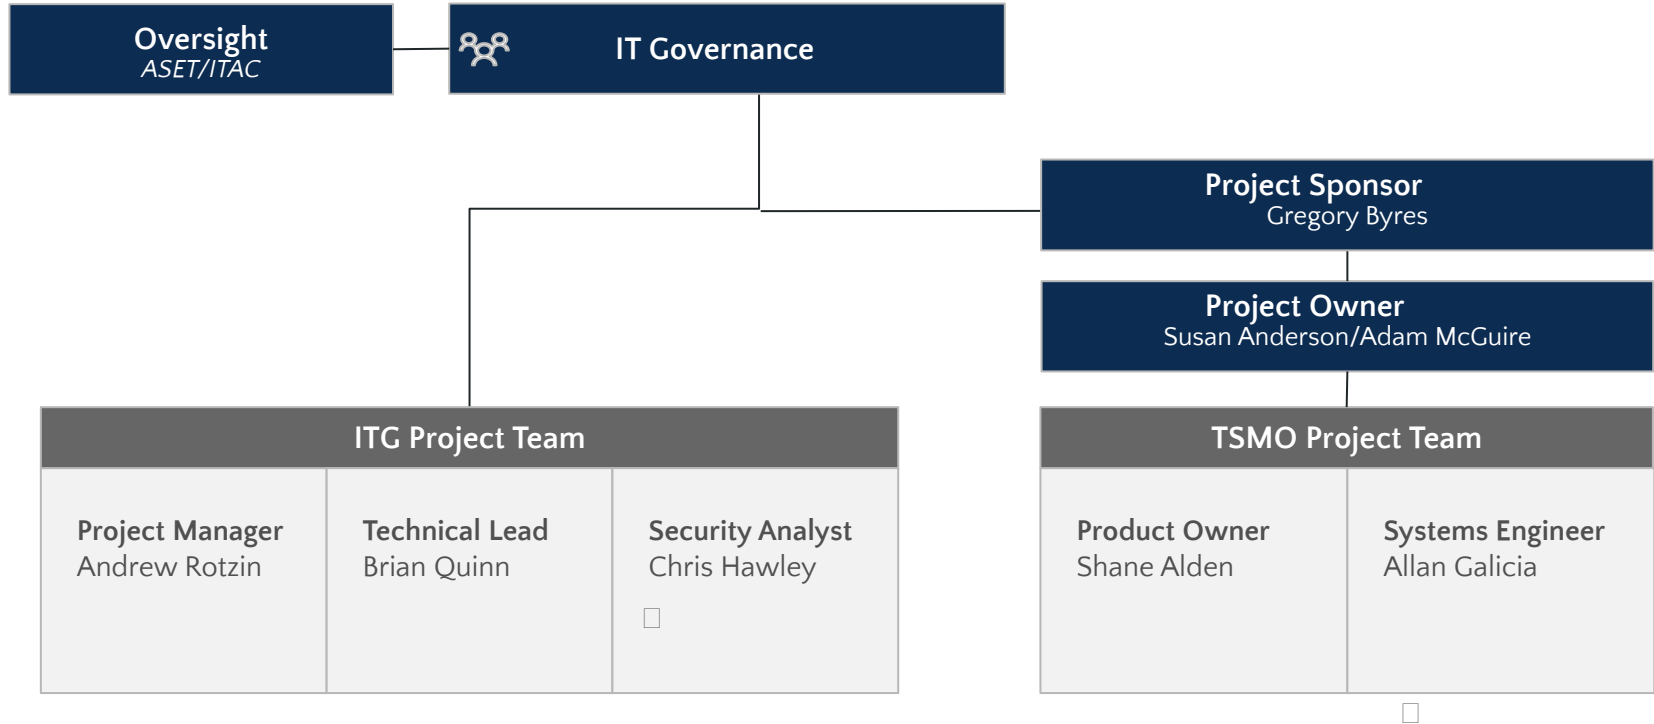 Oversight
ASET/ITAC
IT Governance
Project Sponsor
Gregory Byres
Project Owner
Susan Anderson/Adam McGuire
ITG Project Team
Project Manager
Andrew Rotzin
Technical Lead
Brian Quinn
Security Analyst
Chris Hawley
TSMO Project Team
Product Owner
Shane Alden
Systems Engineer
Allan Galicia